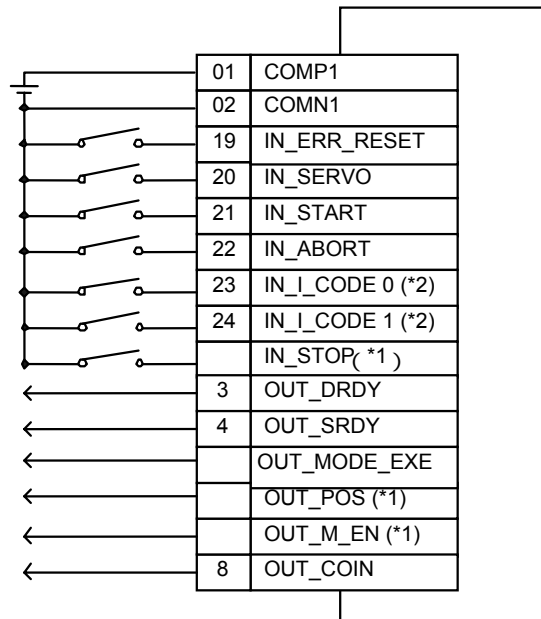 01 COMP1
02 COMN1
19 IN_ERR_RESET
20 IN_SERVO
21 IN_START
22 IN_ABORT
23 IN_I_CODE 0 (*2)
24 IN_I_CODE 1 (*2)
IN_STOP( *1 )
3 OUT_DRDY
4 OUT_SRDY
OUT_MODE_EXE
OUT_POS (*1)
OUT_M_EN (*1)
8 OUT_COIN